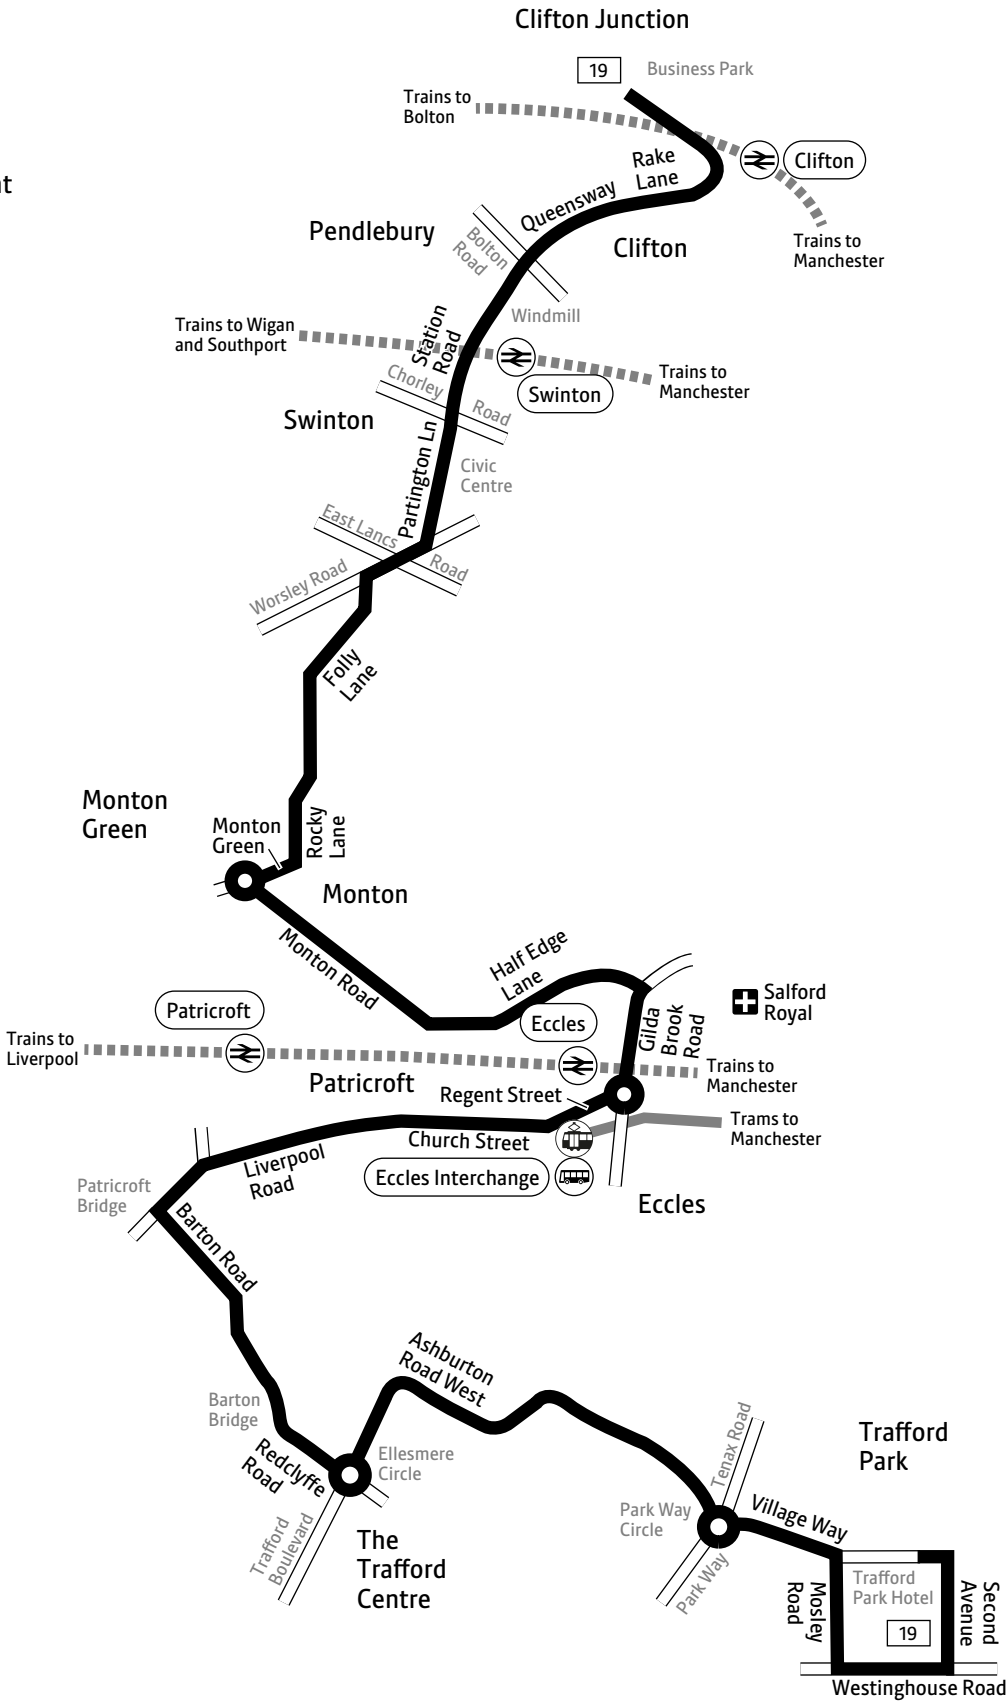 Clifton Junction
19
Business Park
Trains to
Bolton
Rake
Lane
Clifton
nt
Queensway
Pendlebury
Bolton
Road
Clifton
Trains to
Manchester
Windmill
Station
Road
Trains to Wigan
and Southport
Swinton
Trains to
Manchester
Chorley
Road
Swinton
Partington Ln
Civic
Centre
East Lancs
Road
Worsley Road
Folly
Lane
Monton
Green
Monton
Green
Rocky
Lane
Monton
Monton Road
Half Edge
Lane
Salford
Royal
Patricroft
Eccles
Gilda
Brook
Road
Trains to
Liverpool
Trains to
Manchester
Patricroft
Regent Street
Trams to
Manchester
Church Street
Liverpool
Road
Eccles Interchange
Eccles
Patricroft
Bridge
Barton Road
Ashburton
Road West
Barton
Bridge
Redclyffe
Road
Ellesmere
Circle
Tenax Road
Trafford
Park
Trafford
Boulevard
The
Trafford
Centre
Park Way
Circle
Village Way
Park Way
Mosley
Road
Trafford
Park Hotel
19
Second
Avenue
Westinghouse Road